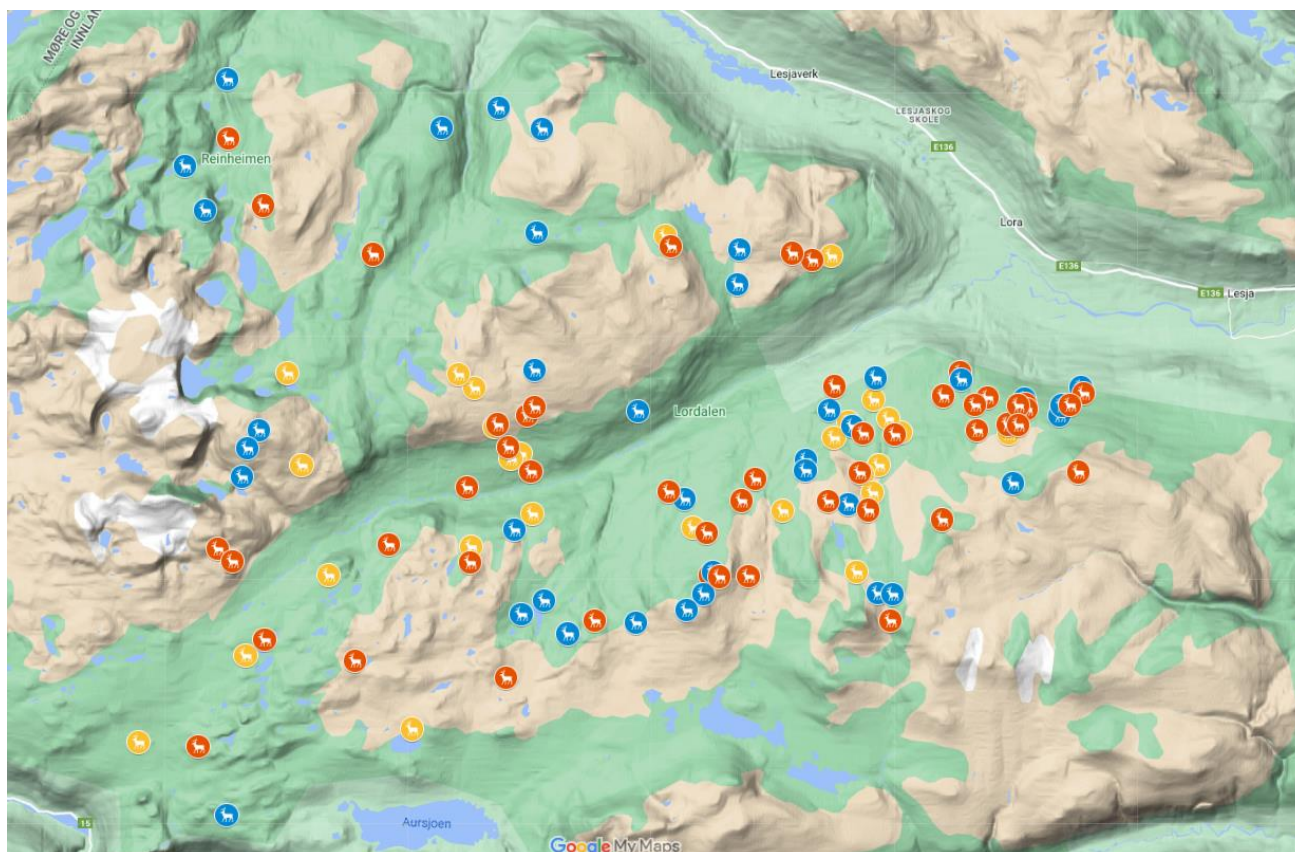 MØRE OG
INNLAN
Lesjaverk
LESJASKOG
SKOLE
E136
Reinheimen
Lora
E136
E136
Lesja
Lordalen
15
Aursjoen
Google My Maps